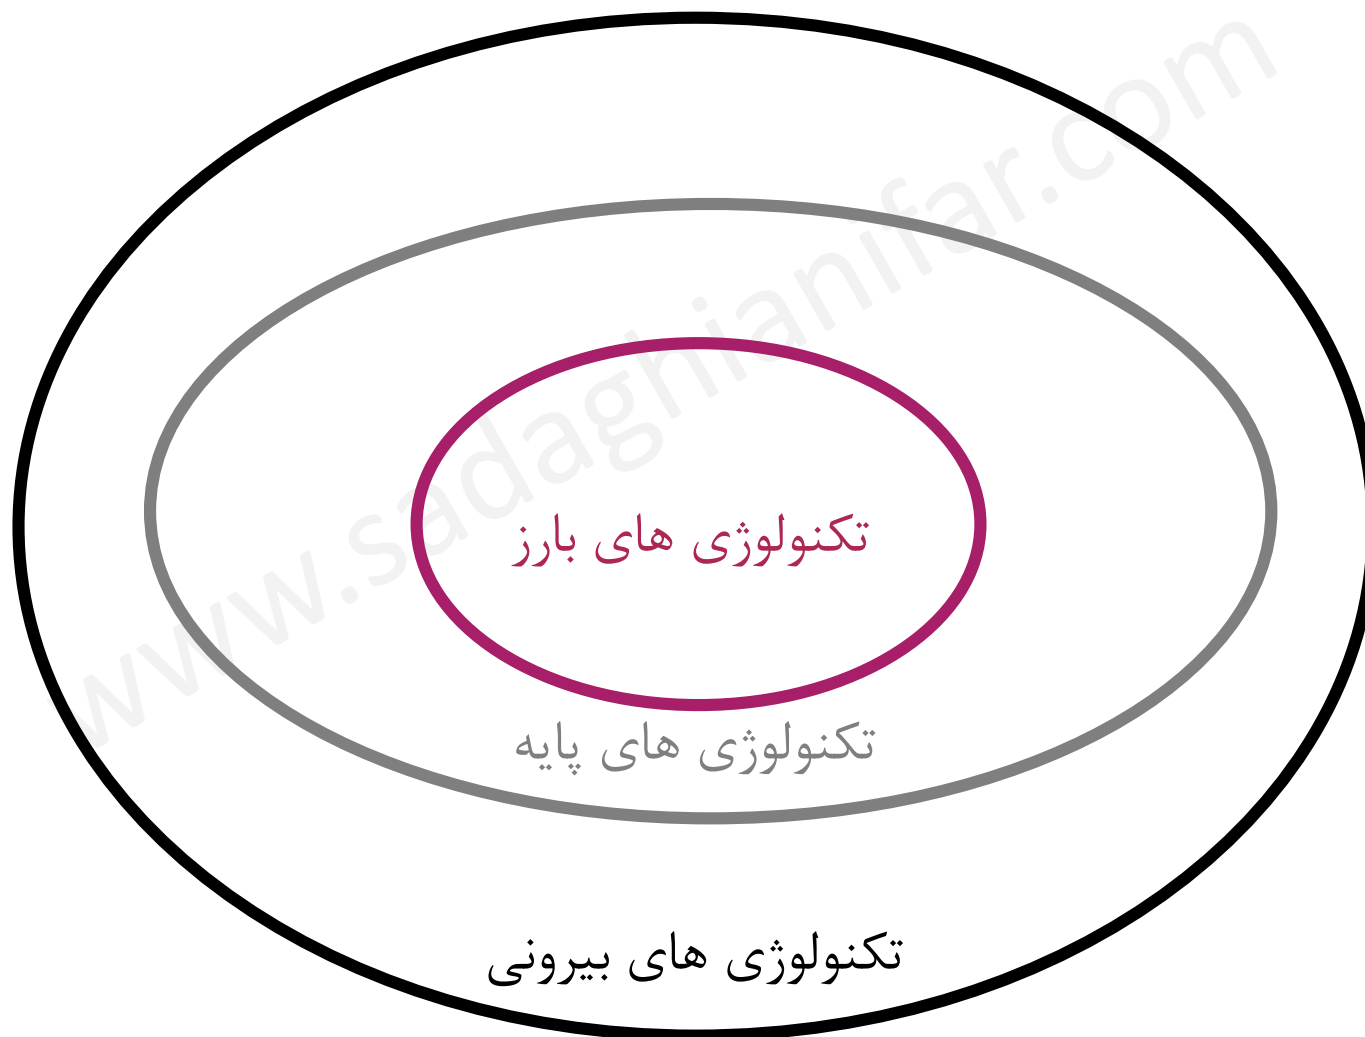 www.sadaghianifar.com
تکنولوژی های بارز
تکنولوژی های پایه
تکنولوژی های بیرونی